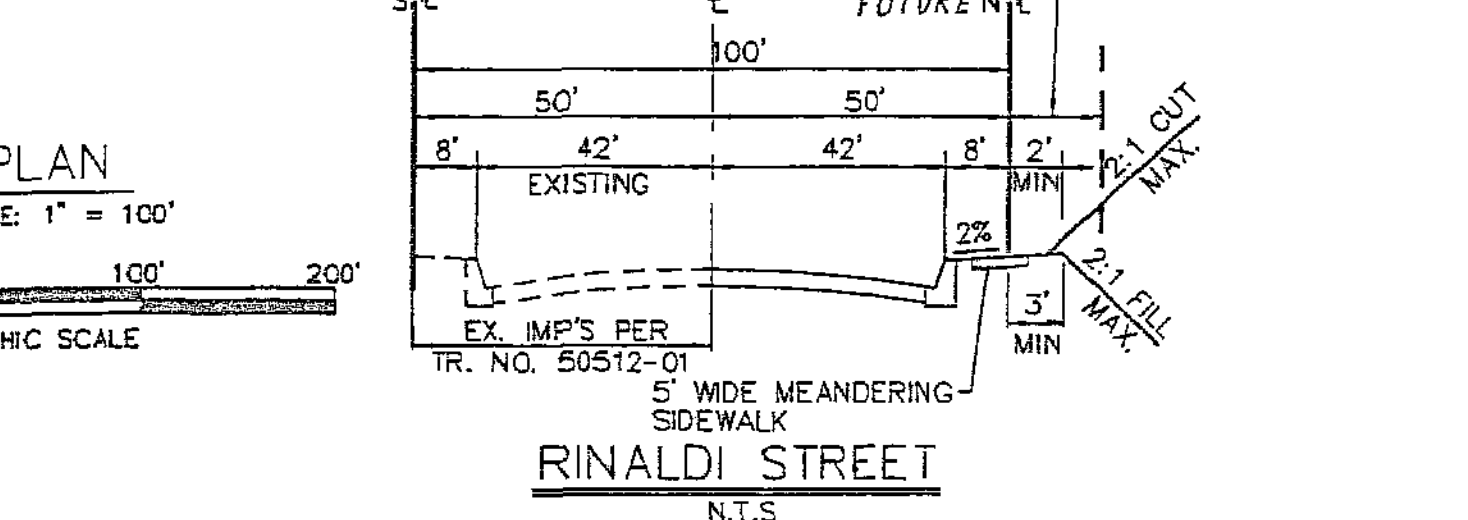 FUTURE N L
100'
50' 50'
8' 42' 42' 8' 2'
EXISTING MIN
2:1 CUT
MAX.
PLAN
E: 1" = 100'
2%
100' 200'
2:1 FILL
MAX.
HIC SCALE
3'
MIN
EX. IMP'S PER
TR. NO. 50512-01
5' WIDE MEANDERING
SIDEWALK
RINALDI STREET
N.T.S